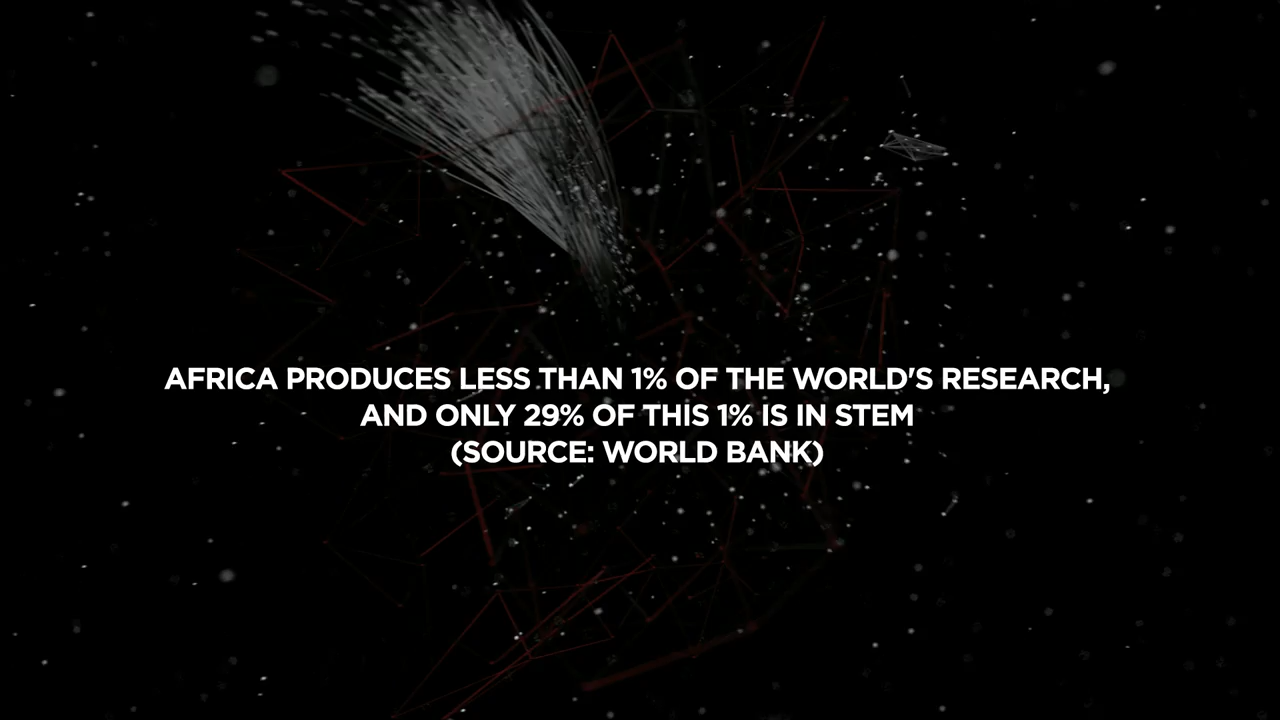 AFRICA PRODUCES LESS THAN 1% OF THE WORLD'S RESEARCH,
AND ONLY 29% OF THIS 1% IS IN STEM
(SOURCE: WORLD BANK)